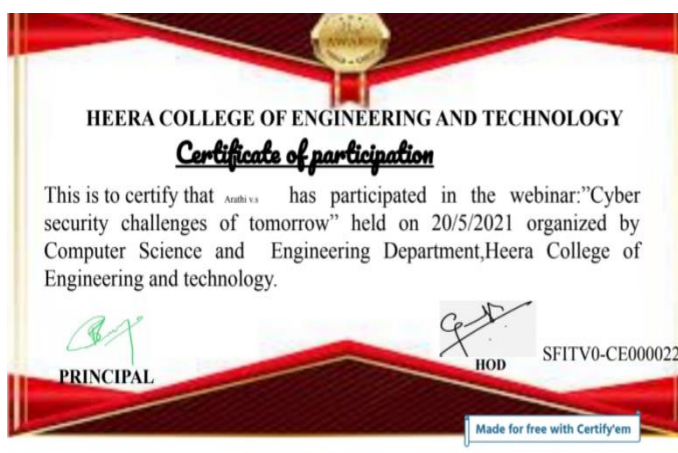 AWARD
HEERA COLLEGE OF ENGINEERING AND TECHNOLOGY
Certificate of participation
This is to certify that Arathi v.s has participated in the webinar:”Cyber
security challenges of tomorrow” held on 20/5/2021 organized by
Computer Science and Engineering Department,Heera College of
Engineering and technology.
PRINCIPAL
HOD
SFITV0-CE000022
Made for free with Certify'em